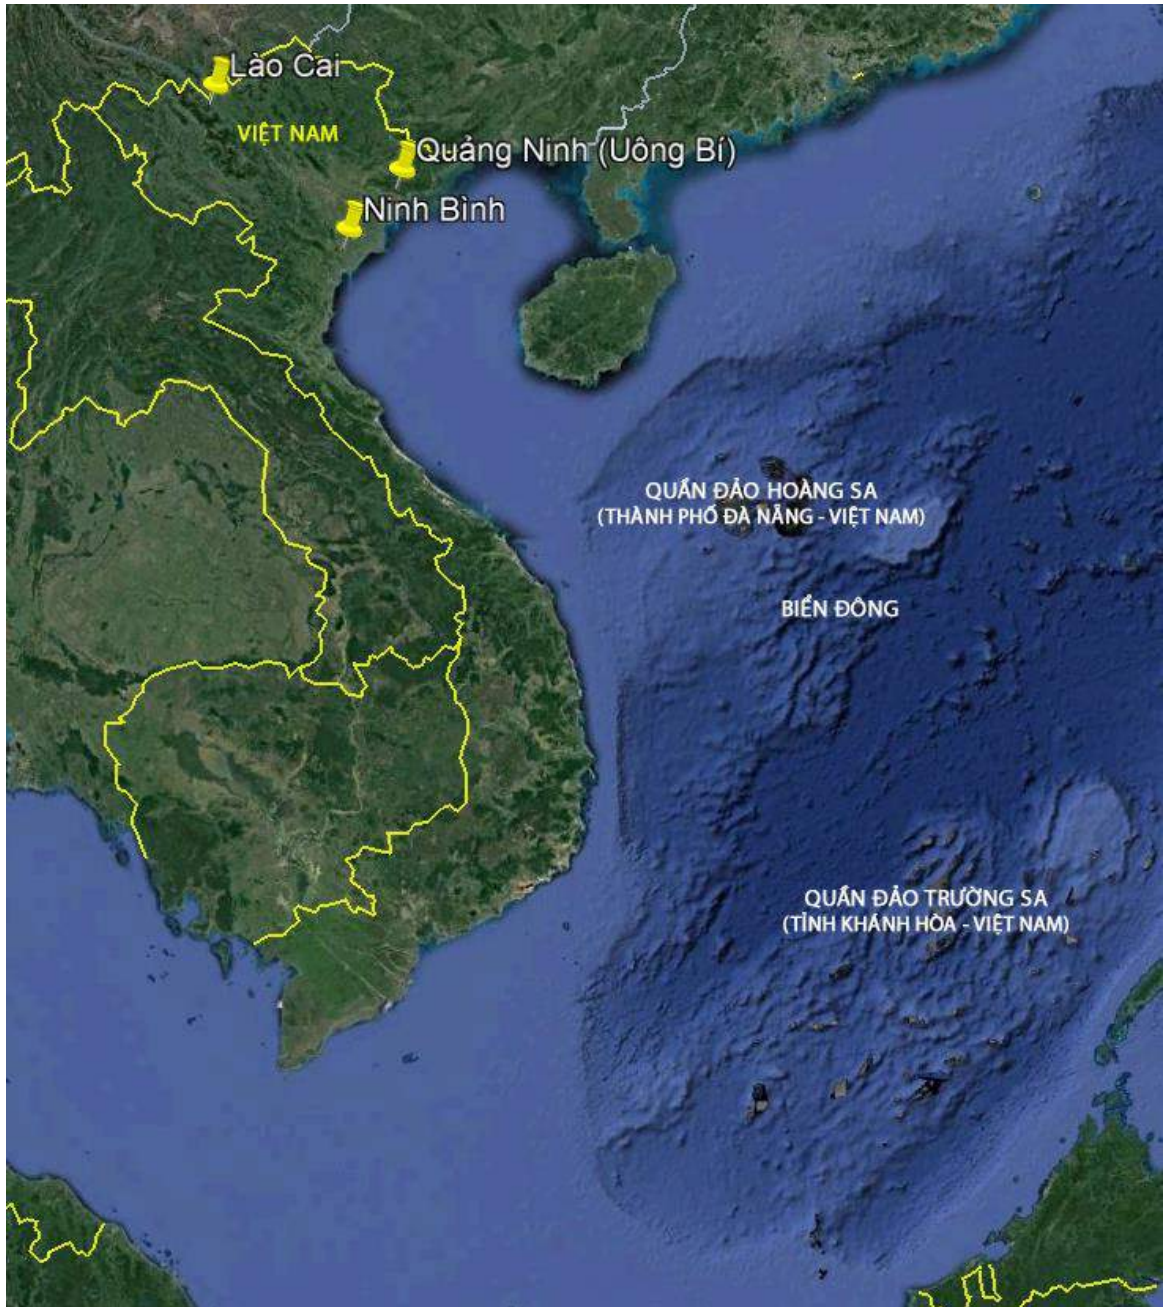 Lào Cai
VIỆT NAM
Quảng Ninh (Uông Bí)
Ninh Bình
QUẦN ĐẢO HOÀNG SA
(THÀNH PHỐ ĐÀ NẴNG - VIỆT NAM)
BIỂN ĐÔNG
QUẦN ĐẢO TRƯỜNG SA
(TỈNH KHÁNH HÒA - VIỆT NAM)